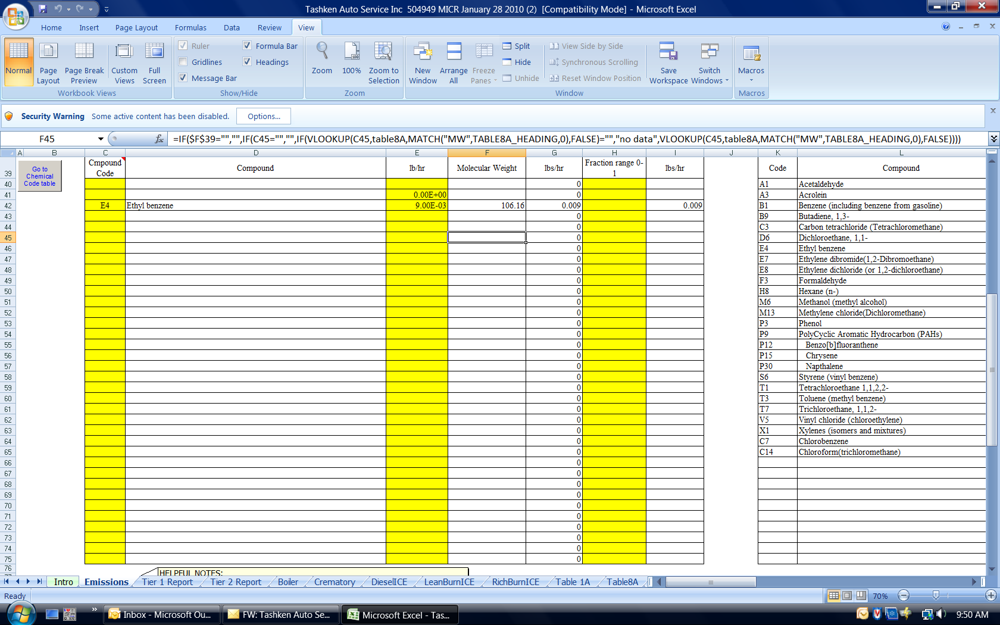 Tashken Auto Service Inc  504949 MICR January 28 2010 (2)  [Compatibility Mode] - Microsoft Excel
Home Insert Page Layout Formulas Data Review View
Normal Page Layout Page Break Preview Custom Views Full Screen
Workbook Views
Ruler Formula Bar
Gridlines Headings
Message Bar
Show/Hide
Zoom 100% Zoom to Selection
Zoom
New Window Arrange All Freeze Panes
Split
Hide
Unhide
View Side by Side
Synchronous Scrolling
Reset Window Position
Save Workspace Switch Windows
Window
Macros
Macros
Security Warning Some active content has been disabled. Options...
F45 fx =IF($F$39="","",IF(C45="","",IF(VLOOKUP(C45,table8A,MATCH("MW",TABLE8A_HEADING,0),FALSE)="","no data",VLOOKUP(C45,table8A,MATCH("MW",TABLE8A_HEADING,0),FALSE))))
A B C D E F G H I J K L
39 Go to Chemical Code table Cmpound Code Compound lb/hr Molecular Weight lbs/hr Fraction range 0-1 lbs/hr Code Compound
40 0 A1 Acetaldehyde
41 0.00E+00 0 A3 Acrolein
42 E4 Ethyl benzene 9.00E-03 106.16 0.009 0.009 B1 Benzene (including benzene from gasoline)
43 0 B9 Butadiene, 1,3-
44 0 C3 Carbon tetrachloride (Tetrachloromethane)
45 0 D6 Dichloroethane, 1,1-
46 0 E4 Ethyl benzene
47 0 E7 Ethylene dibromide(1,2-Dibromoethane)
48 0 E8 Ethylene dichloride (or 1,2-dichloroethane)
49 0 F3 Formaldehyde
50 0 H8 Hexane (n-)
51 0 M6 Methanol (methyl alcohol)
52 0 M13 Methylene chloride(Dichloromethane)
53 0 P3 Phenol
54 0 P9 PolyCyclic Aromatic Hydrocarbon (PAHs)
55 0 P12 Benzo[b]fluoranthene
56 0 P15 Chrysene
57 0 P30 Napthalene
58 0 S6 Styrene (vinyl benzene)
59 0 T1 Tetrachloroethane 1,1,2,2-
60 0 T3 Toluene (methyl benzene)
61 0 T7 Trichloroethane, 1,1,2-
62 0 V5 Vinyl chloride (chloroethylene)
63 0 X1 Xylenes (isomers and mixtures)
64 0 C7 Chlorobenzene
65 0 C14 Chloroform(trichloromethane)
66 0
67 0
68 0
69 0
70 0
71 0
72 0
73 0
74 0
75 0
76
HELPFUL NOTES:
Intro Emissions Tier 1 Report Tier 2 Report Boiler Crematory DieselICE LeanBurnICE RichBurnICE Table 1A Table8A
Ready 70%
Inbox - Microsoft Ou... FW: Tashken Auto Se... Microsoft Excel - Tas... 9:50 AM